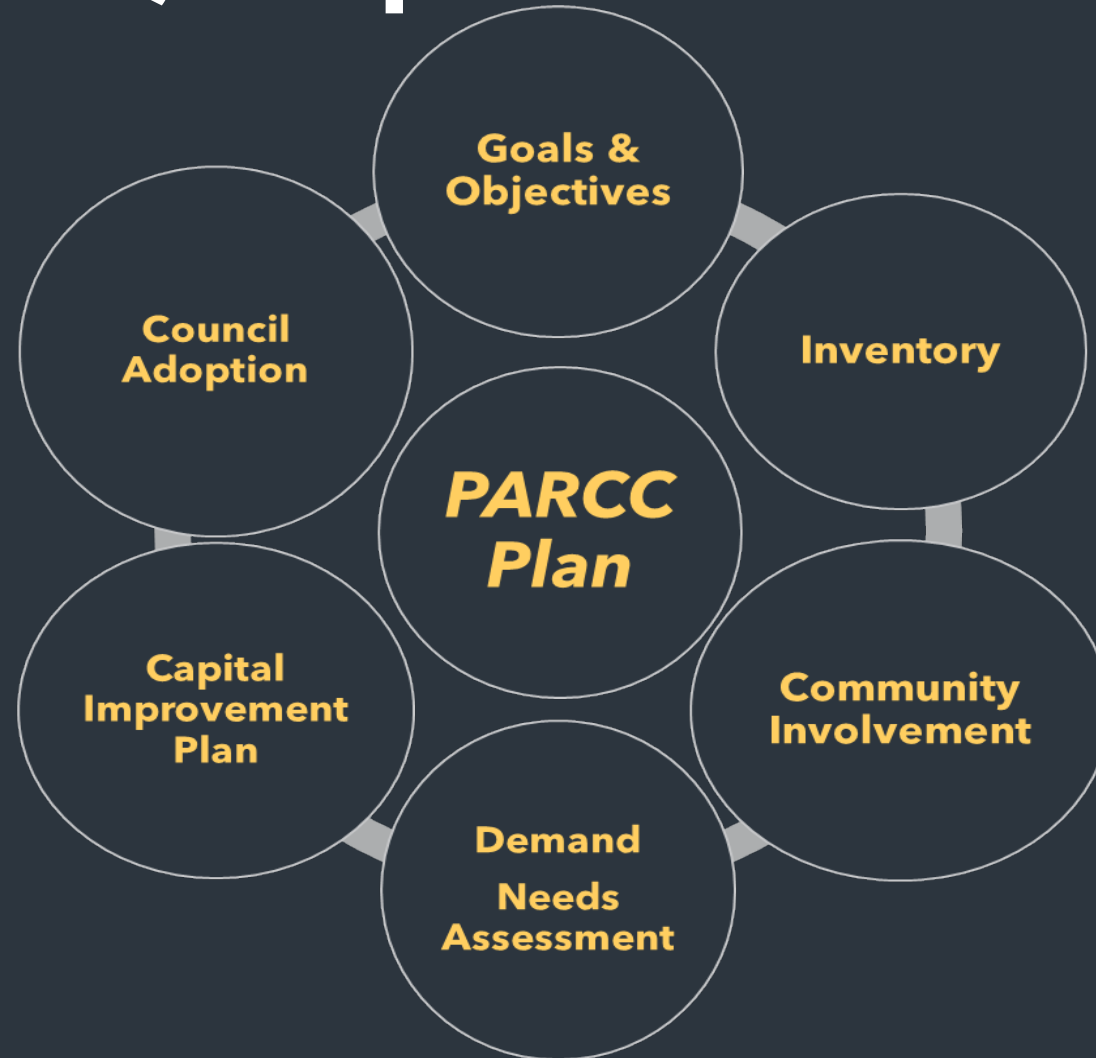 Goals &
Objectives
Inventory
Community
Involvement
Demand
Needs
Assessment
Capital
Improvement
Plan
Council
Adoption
PARCC
Plan